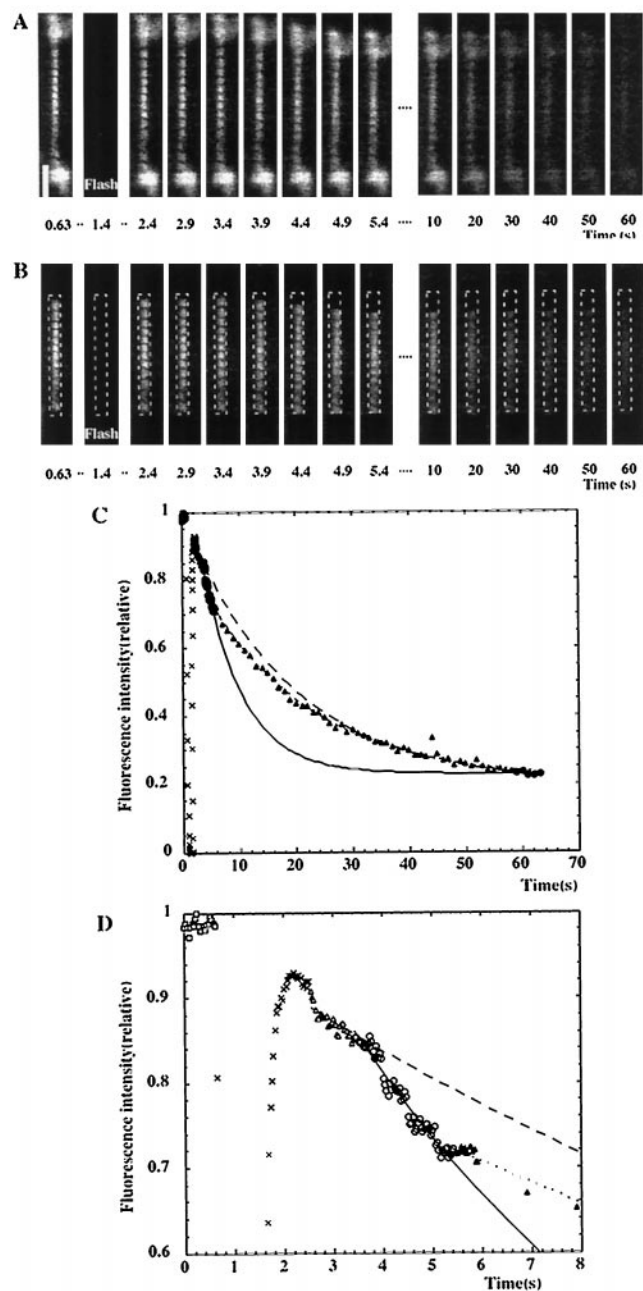 A
Flash
0.63 ·· 1.4 ·· 2.4 2.9 3.4 3.9 4.4 4.9 5.4 ···· 10 20 30 40 50 60
Time (s)
B
Flash
0.63 ·· 1.4 ·· 2.4 2.9 3.4 3.9 4.4 4.9 5.4 ···· 10 20 30 40 50 60
Time (s)
C
Fluorescence intensity(relative)
1
0.8
0.6
0.4
0.2
0
0 10 20 30 40 50 60 70
Time(s)
D
Fluorescence intensity(relative)
1
0.9
0.8
0.7
0.6
0 1 2 3 4 5 6 7 8
Time(s)